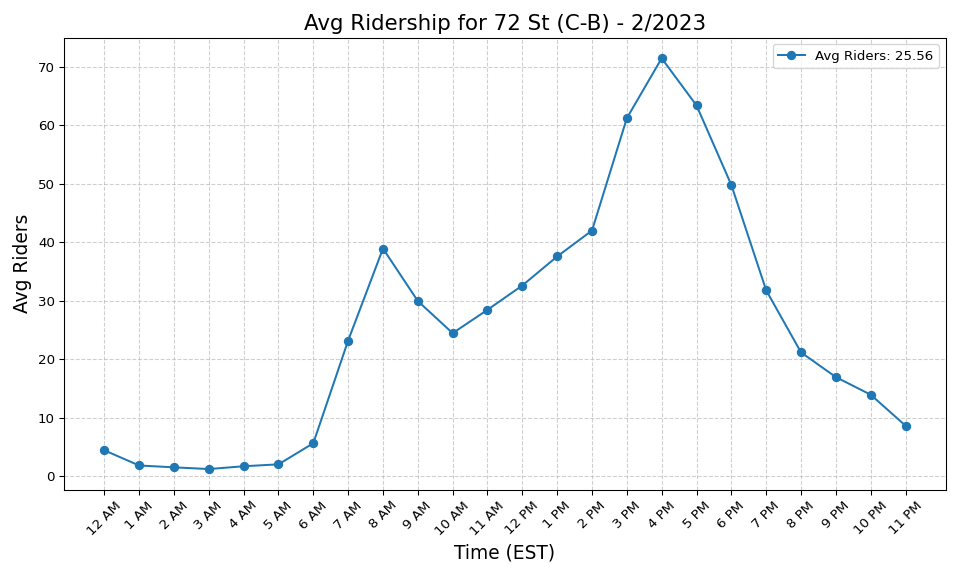 Avg Ridership for 72 St (C-B) - 2/2023
Avg Riders: 25.56
Avg Riders
70
60
50
40
30
20
10
0
12 AM
1 AM
2 AM
3 AM
4 AM
5 AM
6 AM
7 AM
8 AM
9 AM
10 AM
11 AM
12 PM
1 PM
2 PM
3 PM
4 PM
5 PM
6 PM
7 PM
8 PM
9 PM
10 PM
11 PM
Time (EST)